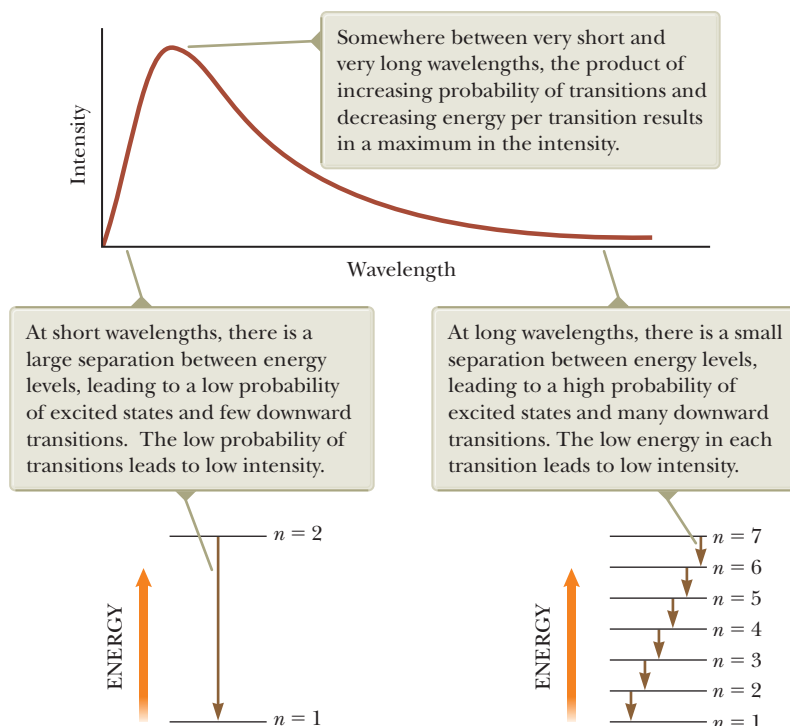 Somewhere between very short and
very long wavelengths, the product of
increasing probability of transitions and
decreasing energy per transition results
in a maximum in the intensity.
Intensity
Wavelength
At short wavelengths, there is a
large separation between energy
levels, leading to a low probability
of excited states and few downward
transitions.  The low probability of
transitions leads to low intensity.
At long wavelengths, there is a small
separation between energy levels,
leading to a high probability of
excited states and many downward
transitions. The low energy in each
transition leads to low intensity.
n = 2
ENERGY
n = 1
n = 7
n = 6
n = 5
n = 4
n = 3
n = 2
n = 1
ENERGY